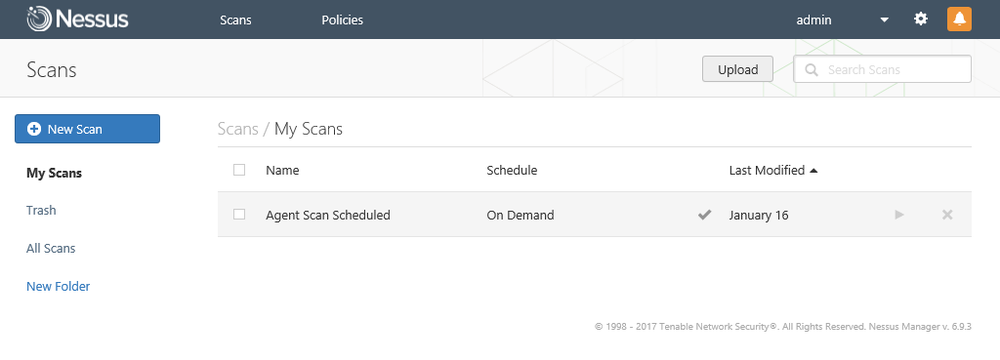 Nessus Scans Policies admin
Scans Upload Search Scans
New Scan
Scans / My Scans
My Scans
Trash
All Scans
New Folder
Name Schedule Last Modified
Agent Scan Scheduled On Demand January 16
© 1998 - 2017 Tenable Network Security®. All Rights Reserved. Nessus Manager v. 6.9.3